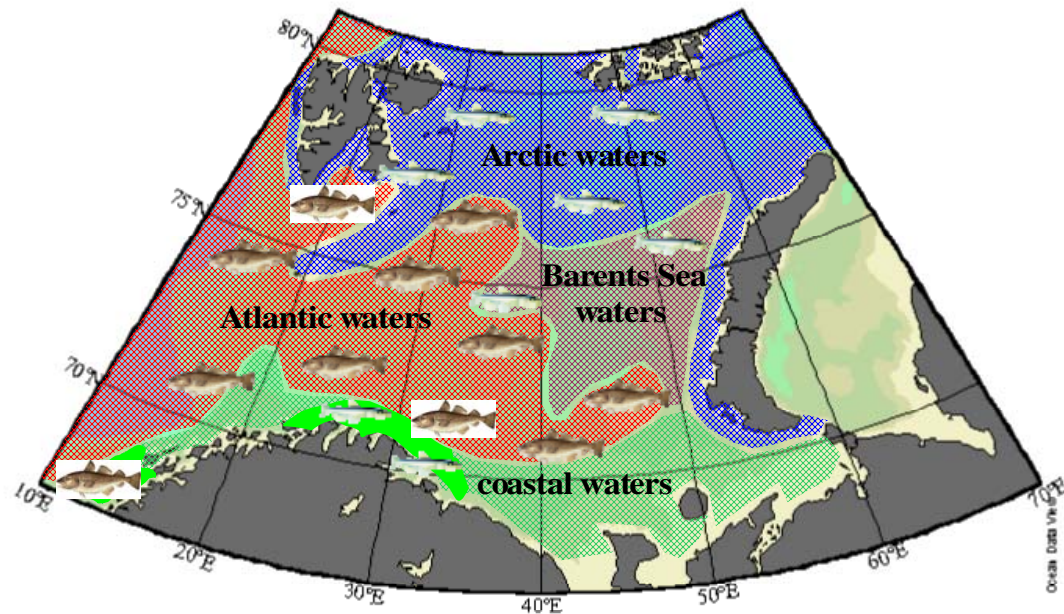 80°N
Arctic waters
75°N
Barents Sea
waters
Atlantic waters
70°N
coastal waters
10°E
70°E
20°E
60°E
30°E
50°E
40°E
Ocean Data View